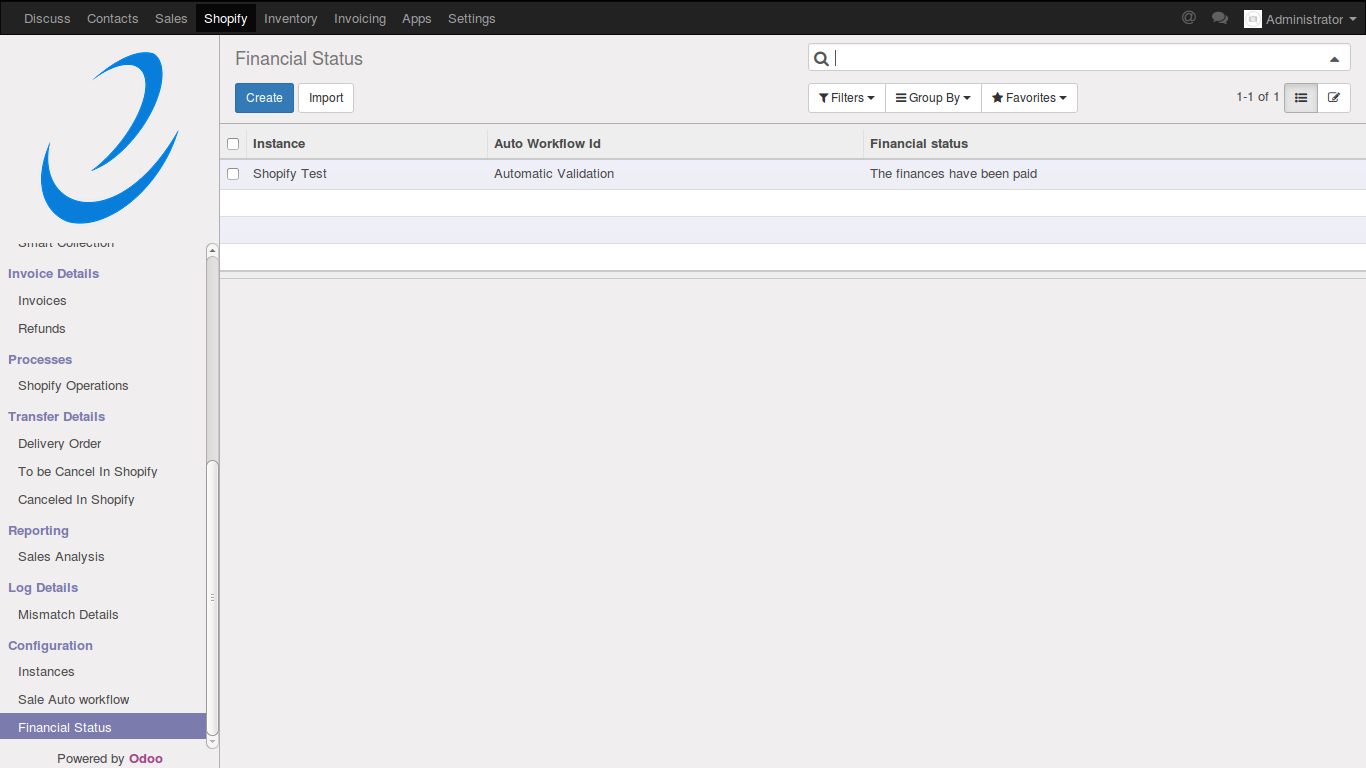 Discuss Contacts Sales Shopify Inventory Invoicing Apps Settings @ Administrator
Financial Status
Create Import
Filters Group By Favorites 1-1 of 1
Instance Auto Workflow Id Financial status
Shopify Test Automatic Validation The finances have been paid
Smart Collection
Invoice Details
Invoices
Refunds
Processes
Shopify Operations
Transfer Details
Delivery Order
To be Cancel In Shopify
Canceled In Shopify
Reporting
Sales Analysis
Log Details
Mismatch Details
Configuration
Instances
Sale Auto workflow
Financial Status
Powered by Odoo